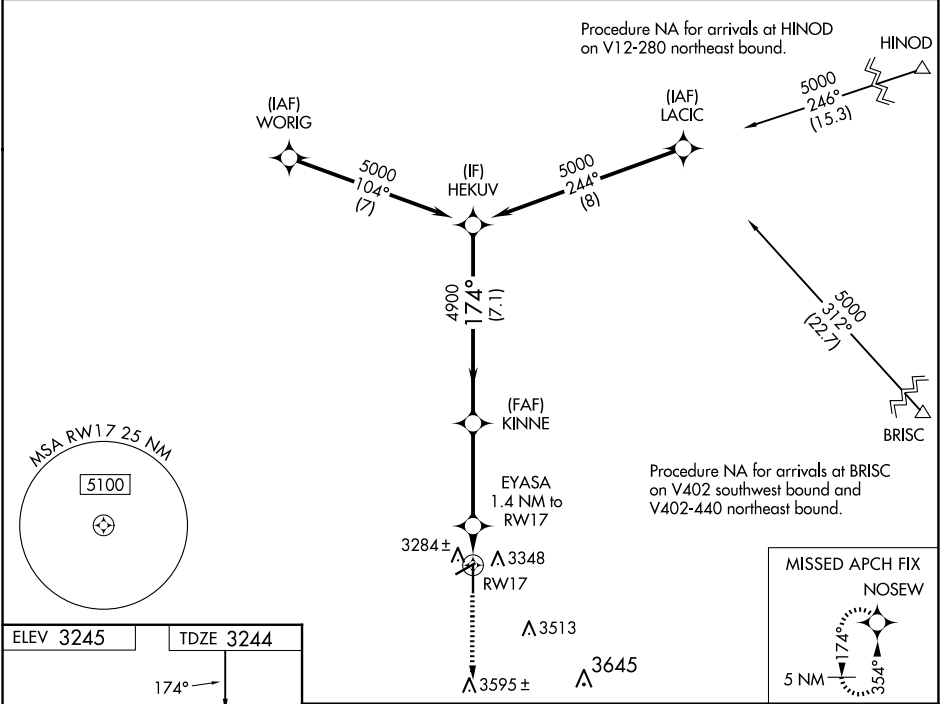 Procedure NA for arrivals at HINOD
on V12-280 northeast bound.
HINOD
5000
246°
(15.3)
(IAF)
WORIG
(IAF)
LACIC
5000
104°
(7)
(IF)
HEKUV
5000
244°
(8)
4900
174°
(7.1)
5000
312°
(22.7)
(FAF)
KINNE
BRISC
MSA RW17 25 NM
5100
EYASA
1.4 NM to
RW17
Procedure NA for arrivals at BRISC
on V402 southwest bound and
V402-440 northeast bound.
3284±
3348
RW17
MISSED APCH FIX
NOSEW
174°
354°
5 NM
3513
3645
3595±
ELEV 3245
TDZE 3244
174°